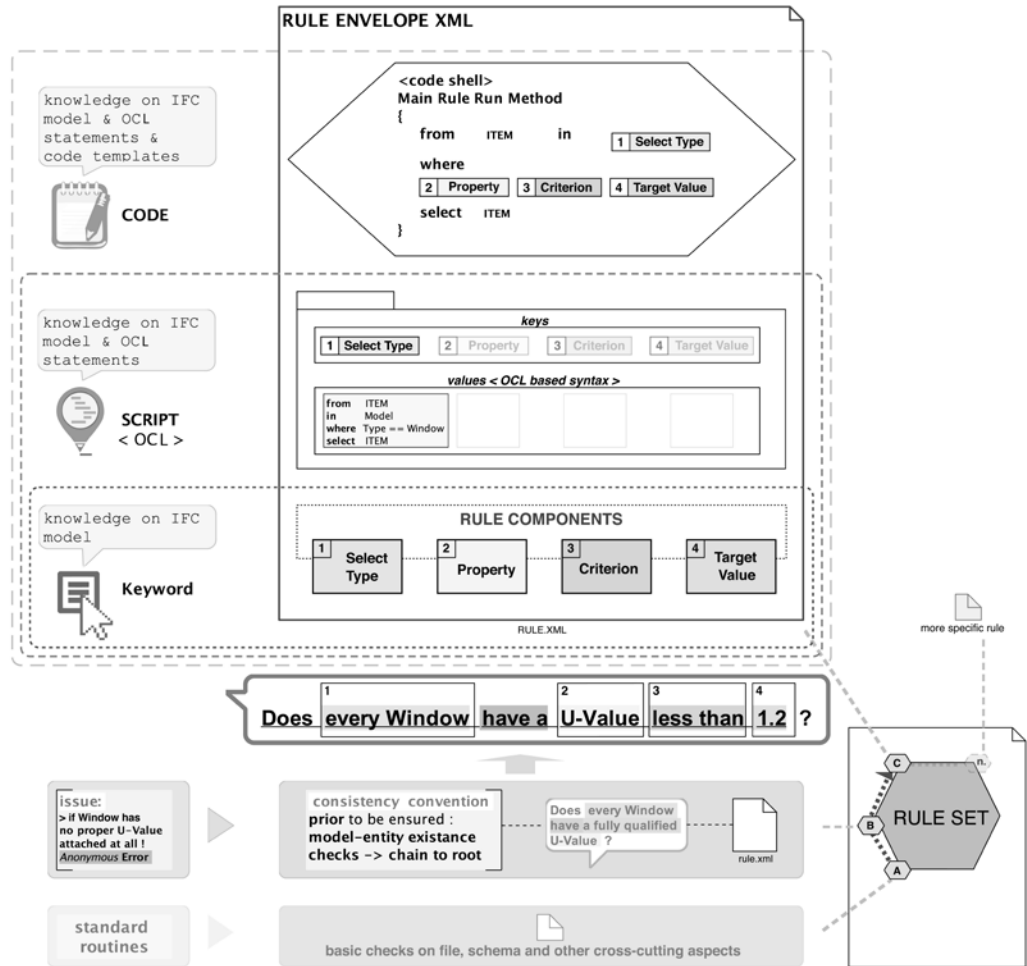 RULE ENVELOPE XML
knowledge on IFC
model & OCL
statements &
code templates
CODE
<code shell>
Main Rule Run Method
{
from ITEM in 1 Select Type
where
2 Property 3 Criterion 4 Target Value
select ITEM
}
knowledge on IFC
model & OCL
statements
SCRIPT
< OCL >
keys
1 Select Type 2 Property 3 Criterion 4 Target Value
values < OCL based syntax >
from ITEM
in Model
where Type == Window
select ITEM
knowledge on IFC
model
Keyword
RULE COMPONENTS
1 Select Type
2 Property
3 Criterion
4 Target Value
RULE.XML
more specific rule
1 2 3 4
Does every Window have a U-Value less than 1.2 ?
issue:
> if Window has
no proper U-Value
attached at all !
Anonymous Error
consistency convention
prior to be ensured :
model-entity existance
checks -> chain to root
Does every Window
have a fully qualified
U-Value ?
rule.xml
C
n.
B
RULE SET
A
standard
routines
basic checks on file, schema and other cross-cutting aspects